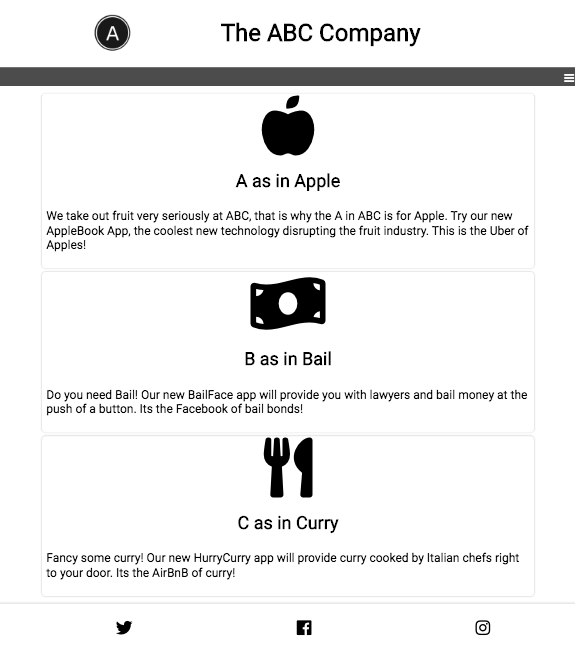 A
The ABC Company
A as in Apple
We take out fruit very seriously at ABC, that is why the A in ABC is for Apple. Try our new
AppleBook App, the coolest new technology disrupting the fruit industry. This is the Uber of
Apples!
B as in Bail
Do you need Bail! Our new BailFace app will provide you with lawyers and bail money at the
push of a button. Its the Facebook of bail bonds!
C as in Curry
Fancy some curry! Our new HurryCurry app will provide curry cooked by Italian chefs right
to your door. Its the AirBnB of curry!